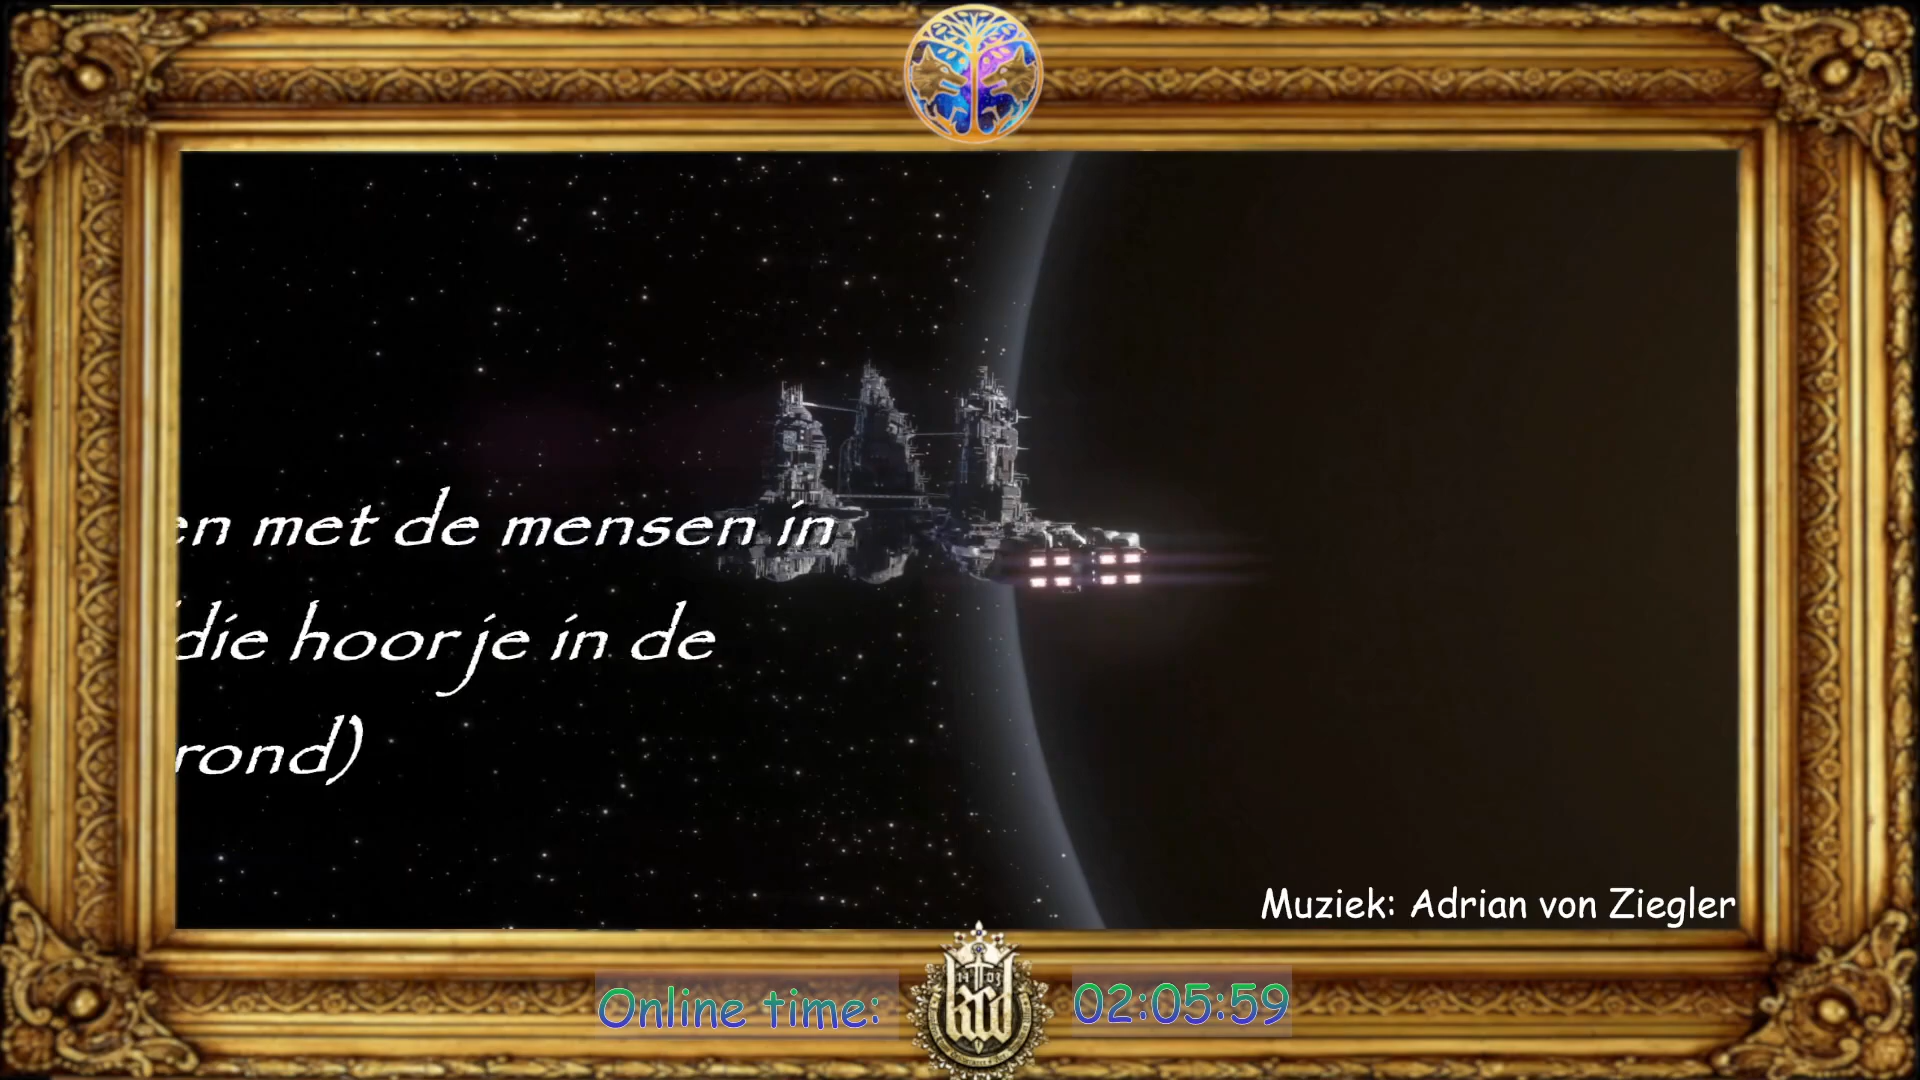 en met de mensen in
die hoor je in de
rond)
Muziek: Adrian von Ziegler
Online time: 02:05:59